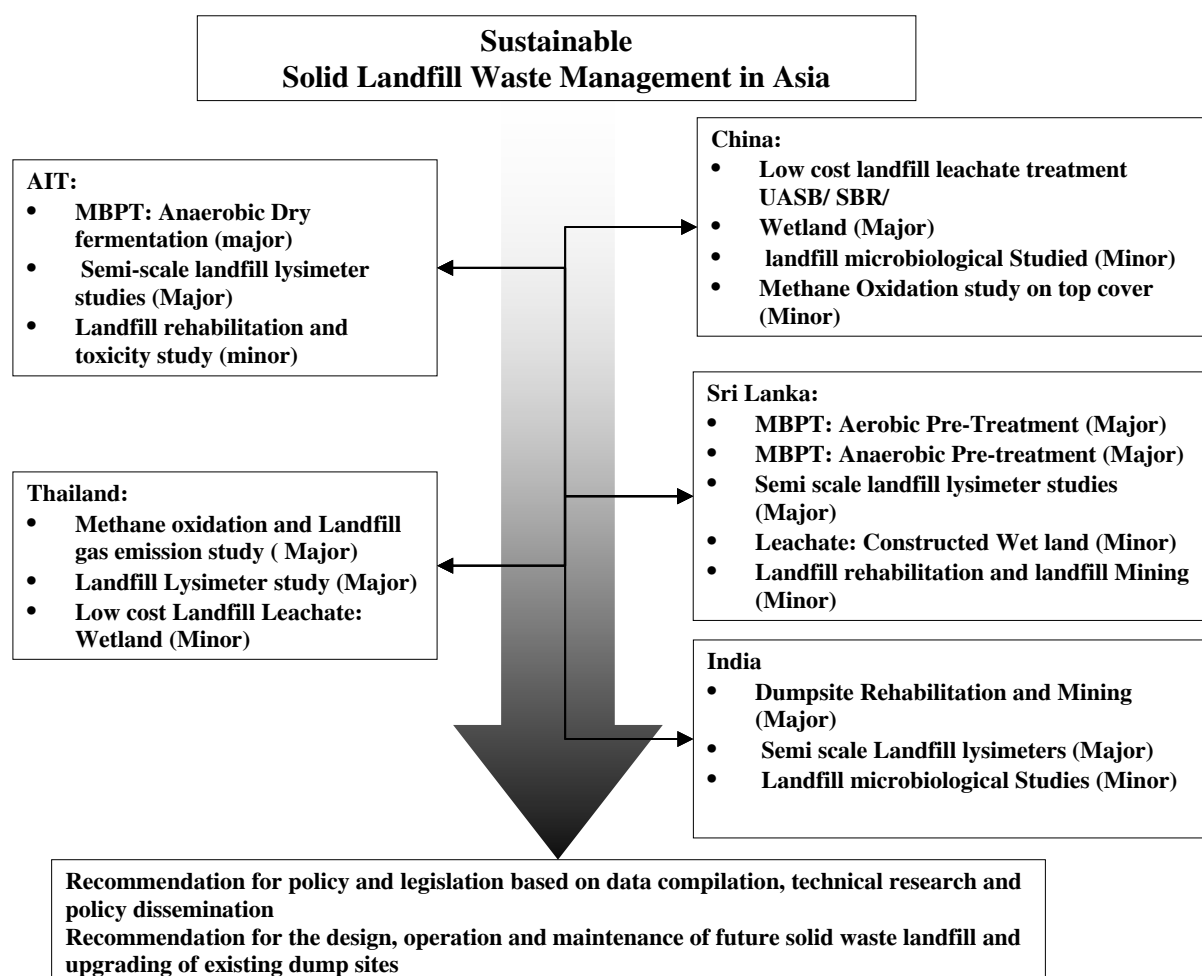 Sustainable
Solid Landfill Waste Management in Asia
AIT:
• MBPT: Anaerobic Dry
fermentation (major)
• Semi-scale landfill lysimeter
studies (Major)
• Landfill rehabilitation and
toxicity study (minor)
Thailand:
• Methane oxidation and Landfill
gas emission study ( Major)
• Landfill Lysimeter study (Major)
• Low cost Landfill Leachate:
Wetland (Minor)
China:
• Low cost landfill leachate treatment
UASB/ SBR/
• Wetland (Major)
• landfill microbiological Studied (Minor)
• Methane Oxidation study on top cover
(Minor)
Sri Lanka:
• MBPT: Aerobic Pre-Treatment (Major)
• MBPT: Anaerobic Pre-treatment (Major)
• Semi scale landfill lysimeter studies
(Major)
• Leachate: Constructed Wet land (Minor)
• Landfill rehabilitation and landfill Mining
(Minor)
India
• Dumpsite Rehabilitation and Mining
(Major)
• Semi scale Landfill lysimeters (Major)
• Landfill microbiological Studies (Minor)
Recommendation for policy and legislation based on data compilation, technical research and
policy dissemination
Recommendation for the design, operation and maintenance of future solid waste landfill and
upgrading of existing dump sites